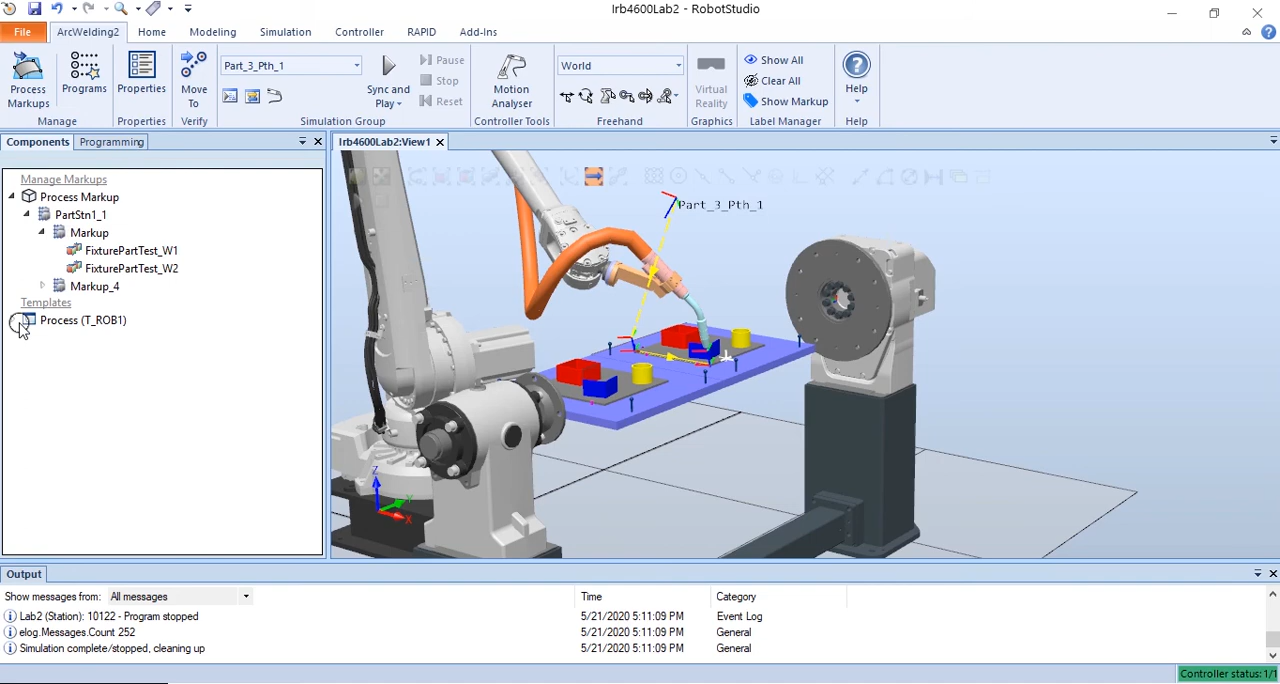 Irb4600Lab2 - RobotStudio
File ArcWelding2 Home Modeling Simulation Controller RAPID Add-Ins
Process Markups
Programs
Manage
Properties
Properties
Move To
Verify
Part_3_Pth_1
Sync and Play
Pause
Stop
Reset
Simulation Group
Motion Analyser
Controller Tools
World
Freehand
Virtual Reality
Graphics
Show All
Clear All
Show Markup
Label Manager
Help
Help
Components Programming
Irb4600Lab2:View1
Manage Markups
Process Markup
PartStn1_1
Markup
FixturePartTest_W1
FixturePartTest_W2
Markup_4
Templates
Process (T_ROB1)
Part_3_Pth_1
Z
Y
X
Output
Show messages from: All messages Time Category
Lab2 (Station): 10122 - Program stopped 5/21/2020 5:11:09 PM Event Log
elog.Messages.Count 252 5/21/2020 5:11:09 PM General
Simulation complete/stopped, cleaning up 5/21/2020 5:11:09 PM General
Controller status: 1/1